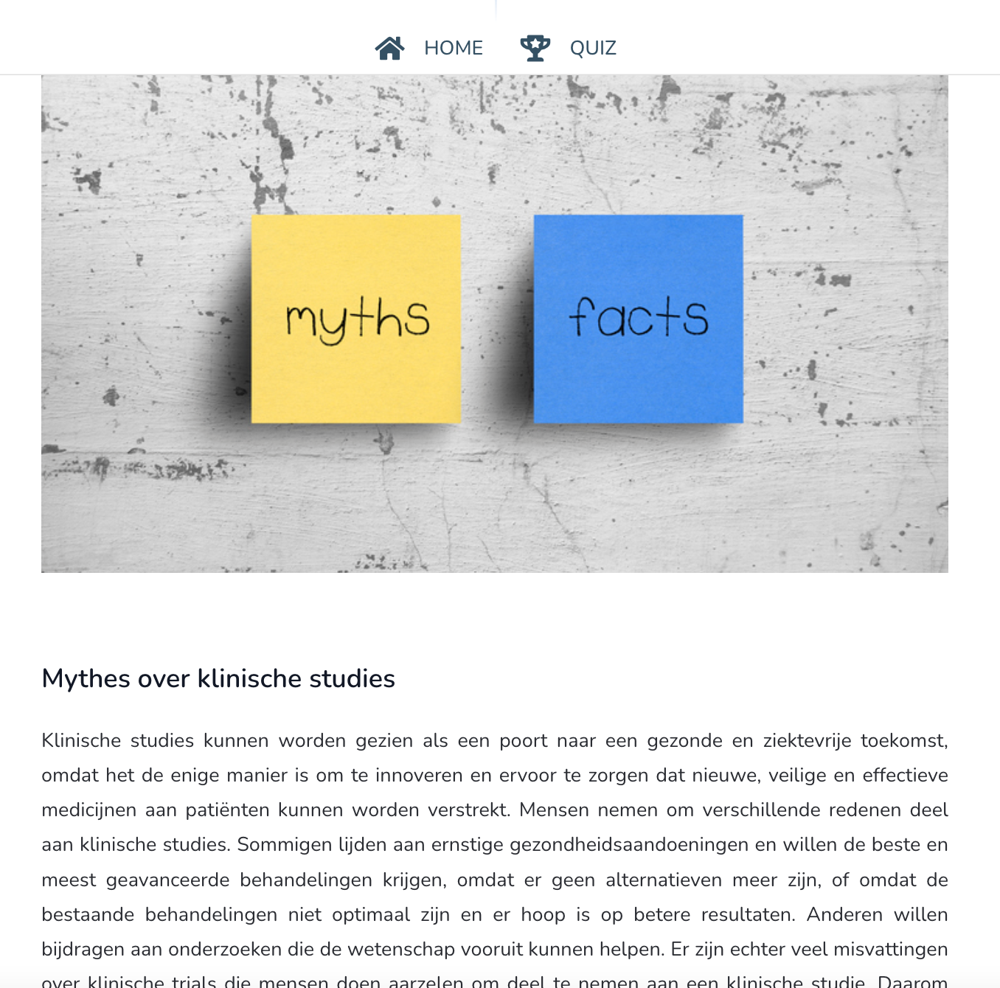 HOME QUIZ
myths facts
Mythes over klinische studies
Klinische studies kunnen worden gezien als een poort naar een gezonde en ziektevrije toekomst,
omdat het de enige manier is om te innoveren en ervoor te zorgen dat nieuwe, veilige en effectieve
medicijnen aan patiënten kunnen worden verstrekt. Mensen nemen om verschillende redenen deel
aan klinische studies. Sommigen lijden aan ernstige gezondheidsaandoeningen en willen de beste en
meest geavanceerde behandelingen krijgen, omdat er geen alternatieven meer zijn, of omdat de
bestaande behandelingen niet optimaal zijn en er hoop is op betere resultaten. Anderen willen
bijdragen aan onderzoeken die de wetenschap vooruit kunnen helpen. Er zijn echter veel misvattingen
over klinische trials die mensen doen aarzelen om deel te nemen aan een klinische studie. Daarom